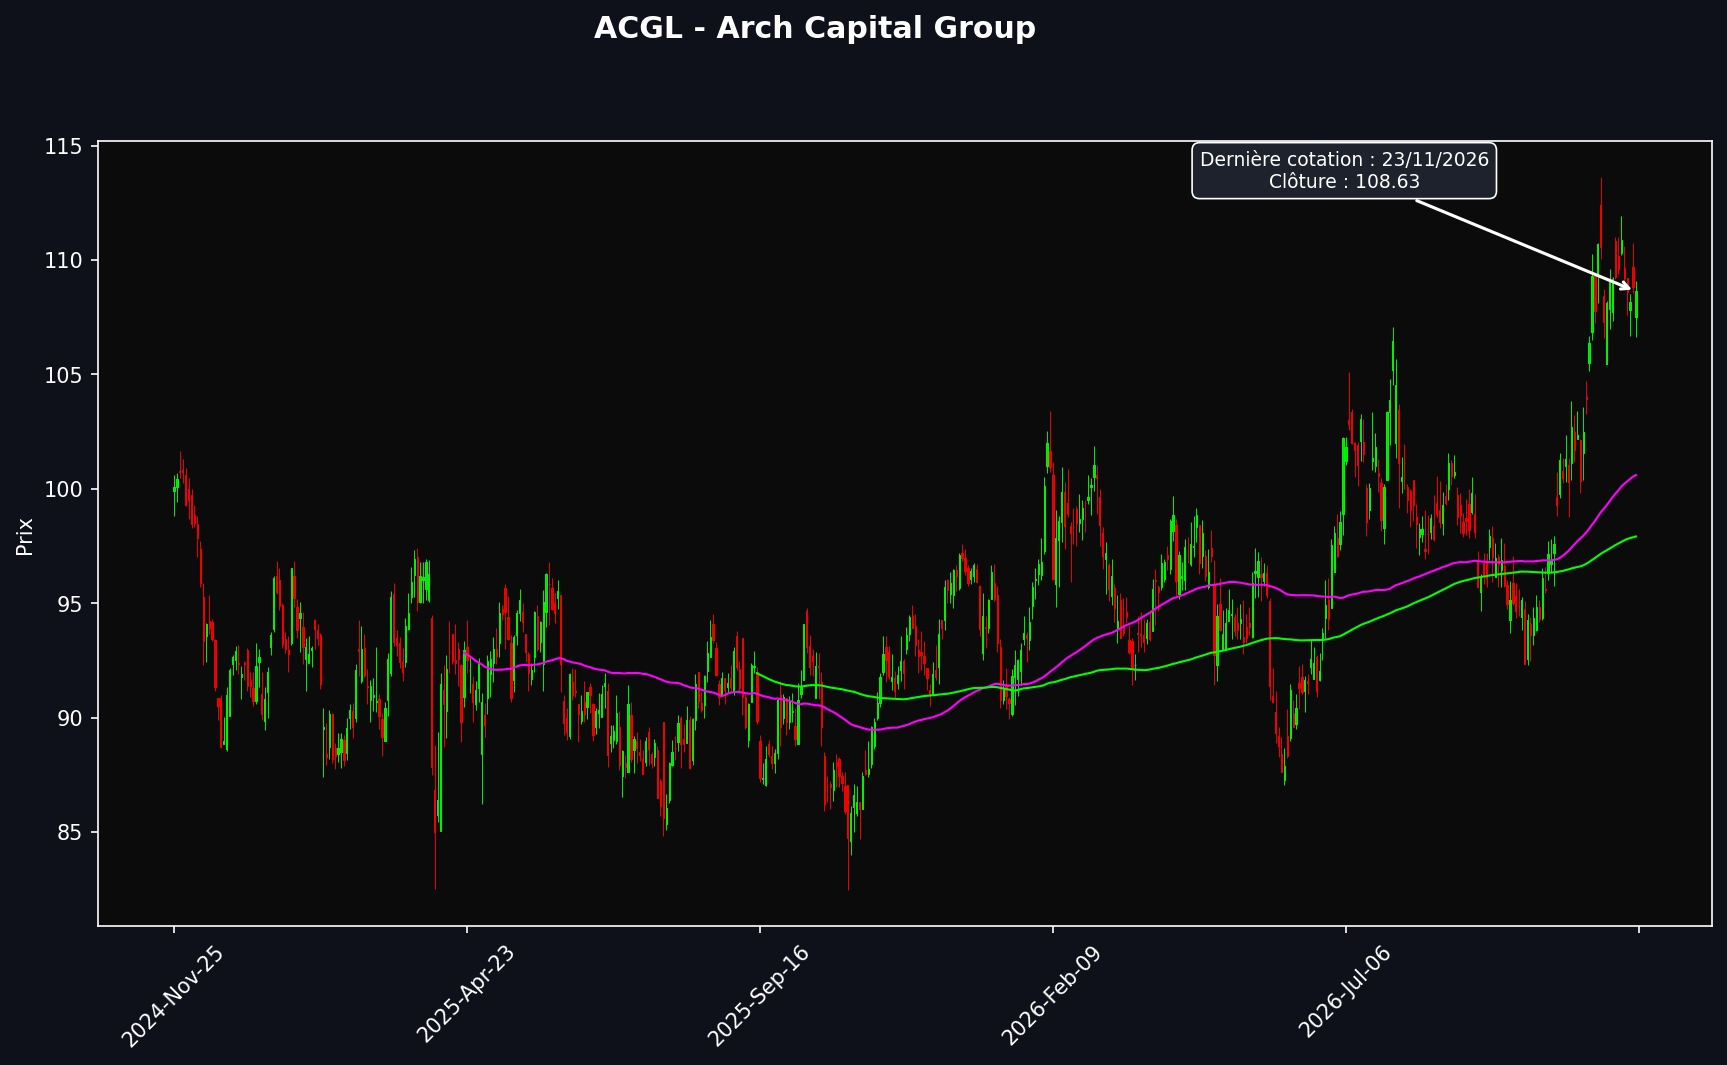 ACGL - Arch Capital Group
Dernière cotation : 23/11/2026
Clôture : 108.63
Prix
115
110
105
100
95
90
85
2024-Nov-25
2025-Apr-23
2025-Sep-16
2026-Feb-09
2026-Jul-06